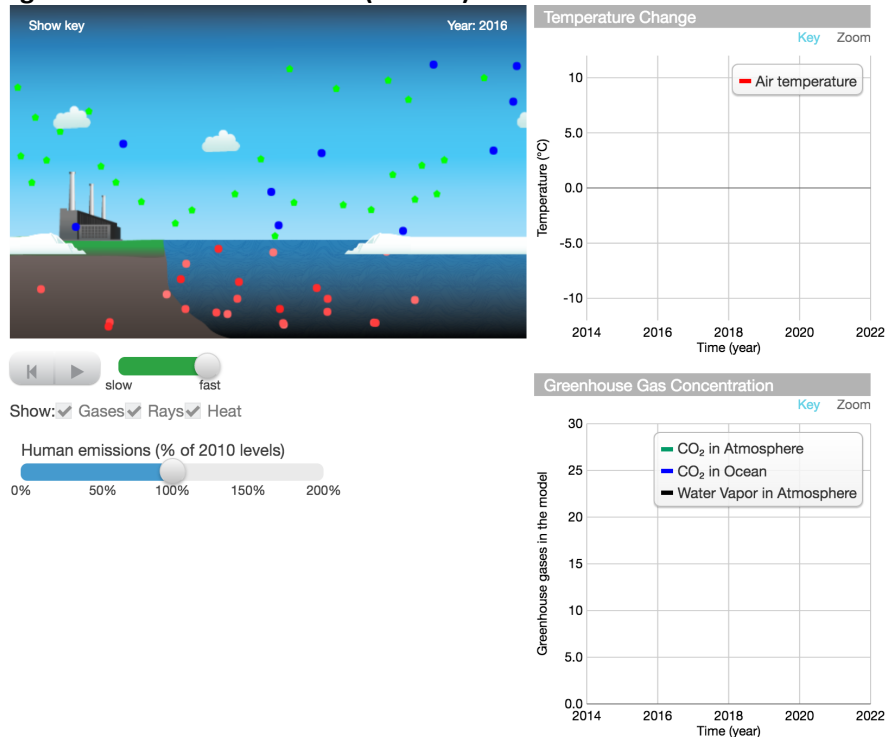 Show key
Year: 2016
slow
fast
Show: Gases Rays Heat
Human emissions (% of 2010 levels)
0% 50% 100% 150% 200%
Temperature Change
Key Zoom
Air temperature
Temperature (°C)
10
5.0
0.0
-5.0
-10
2014 2016 2018 2020 2022
Time (year)
Greenhouse Gas Concentration
Key Zoom
CO₂ in Atmosphere
CO₂ in Ocean
Water Vapor in Atmosphere
Greenhouse gases in the model
30
25
20
15
10
5.0
0.0
2014 2016 2018 2020 2022
Time (year)